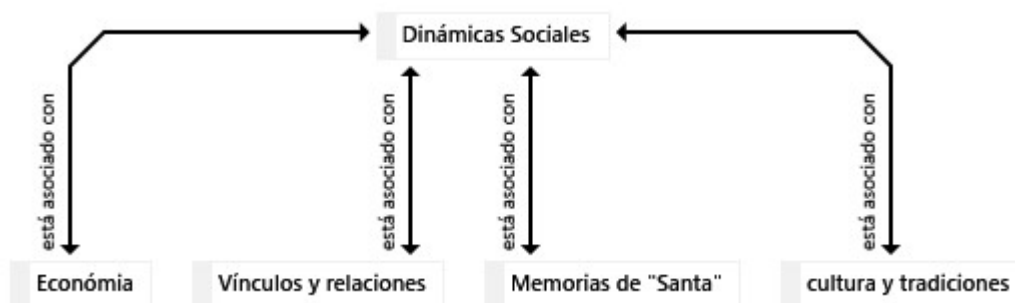 Dinámicas Sociales
está asociado con
está asociado con
está asociado con
está asociado con
Económia
Vínculos y relaciones
Memorias de "Santa"
cultura y tradiciones